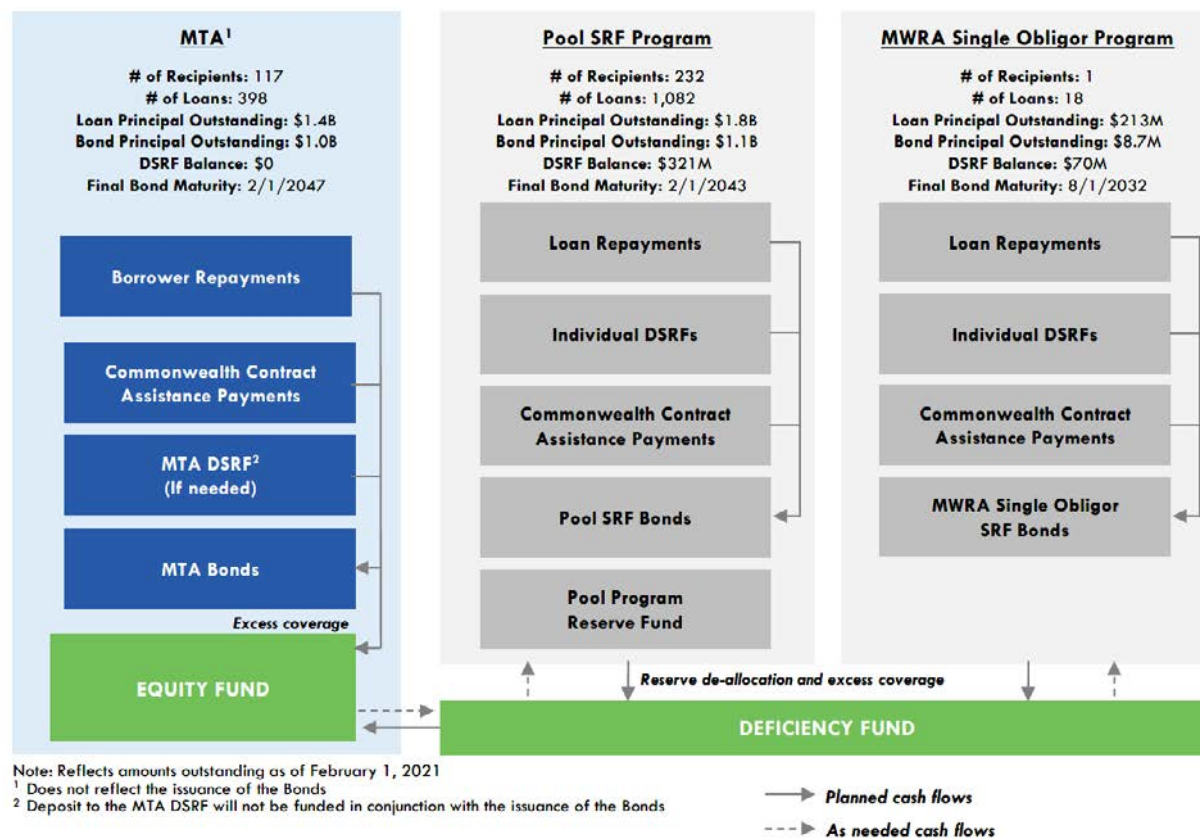 MTA¹
# of Recipients: 117
# of Loans: 398
Loan Principal Outstanding: $1.4B
Bond Principal Outstanding: $1.0B
DSRF Balance: $0
Final Bond Maturity: 2/1/2047
Borrower Repayments
Commonwealth Contract
Assistance Payments
MTA DSRF²
(If needed)
MTA Bonds
Excess coverage
EQUITY FUND
Pool SRF Program
# of Recipients: 232
# of Loans: 1,082
Loan Principal Outstanding: $1.8B
Bond Principal Outstanding: $1.1B
DSRF Balance: $321M
Final Bond Maturity: 2/1/2043
Loan Repayments
Individual DSRFs
Commonwealth Contract
Assistance Payments
Pool SRF Bonds
Pool Program
Reserve Fund
MWRA Single Obligor Program
# of Recipients: 1
# of Loans: 18
Loan Principal Outstanding: $213M
Bond Principal Outstanding: $8.7M
DSRF Balance: $70M
Final Bond Maturity: 8/1/2032
Loan Repayments
Individual DSRFs
Commonwealth Contract
Assistance Payments
MWRA Single Obligor
SRF Bonds
Reserve de-allocation and excess coverage
DEFICIENCY FUND
Note: Reflects amounts outstanding as of February 1, 2021
¹ Does not reflect the issuance of the Bonds
² Deposit to the MTA DSRF will not be funded in conjunction with the issuance of the Bonds
Planned cash flows
As needed cash flows